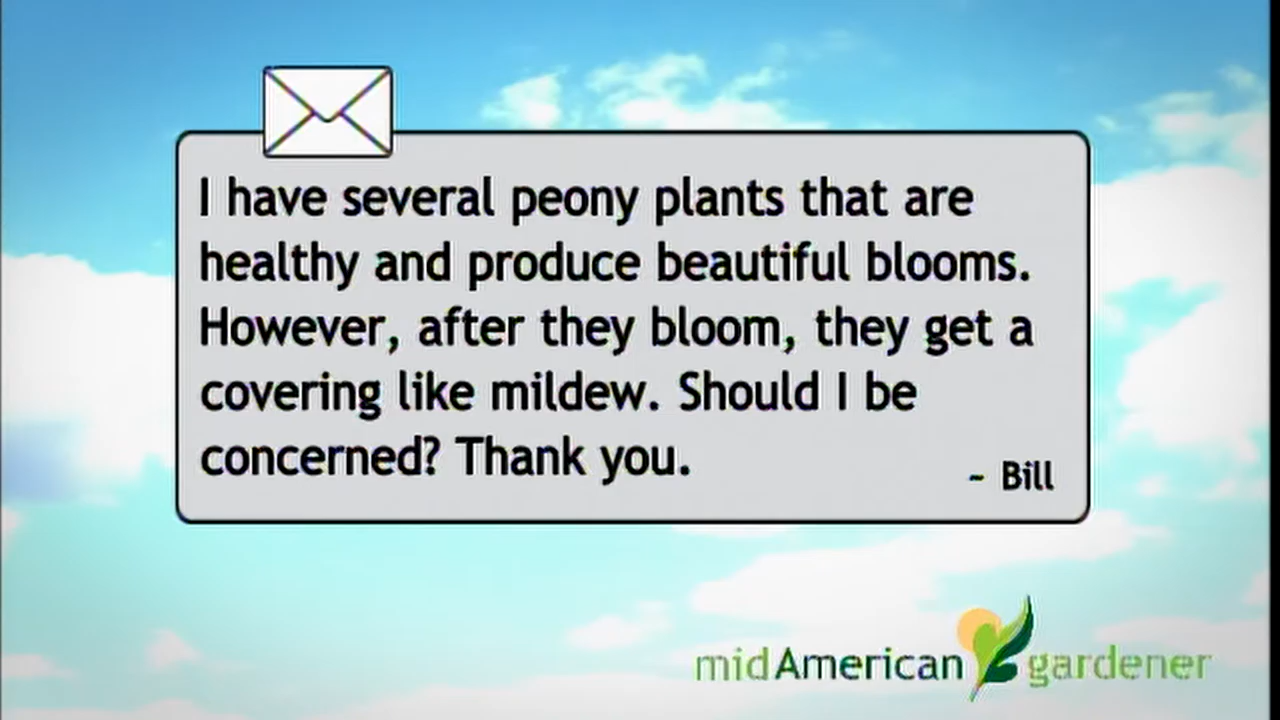 I have several peony plants that are
healthy and produce beautiful blooms.
However, after they bloom, they get a
covering like mildew. Should I be
concerned? Thank you.
~ Bill
midAmerican gardener